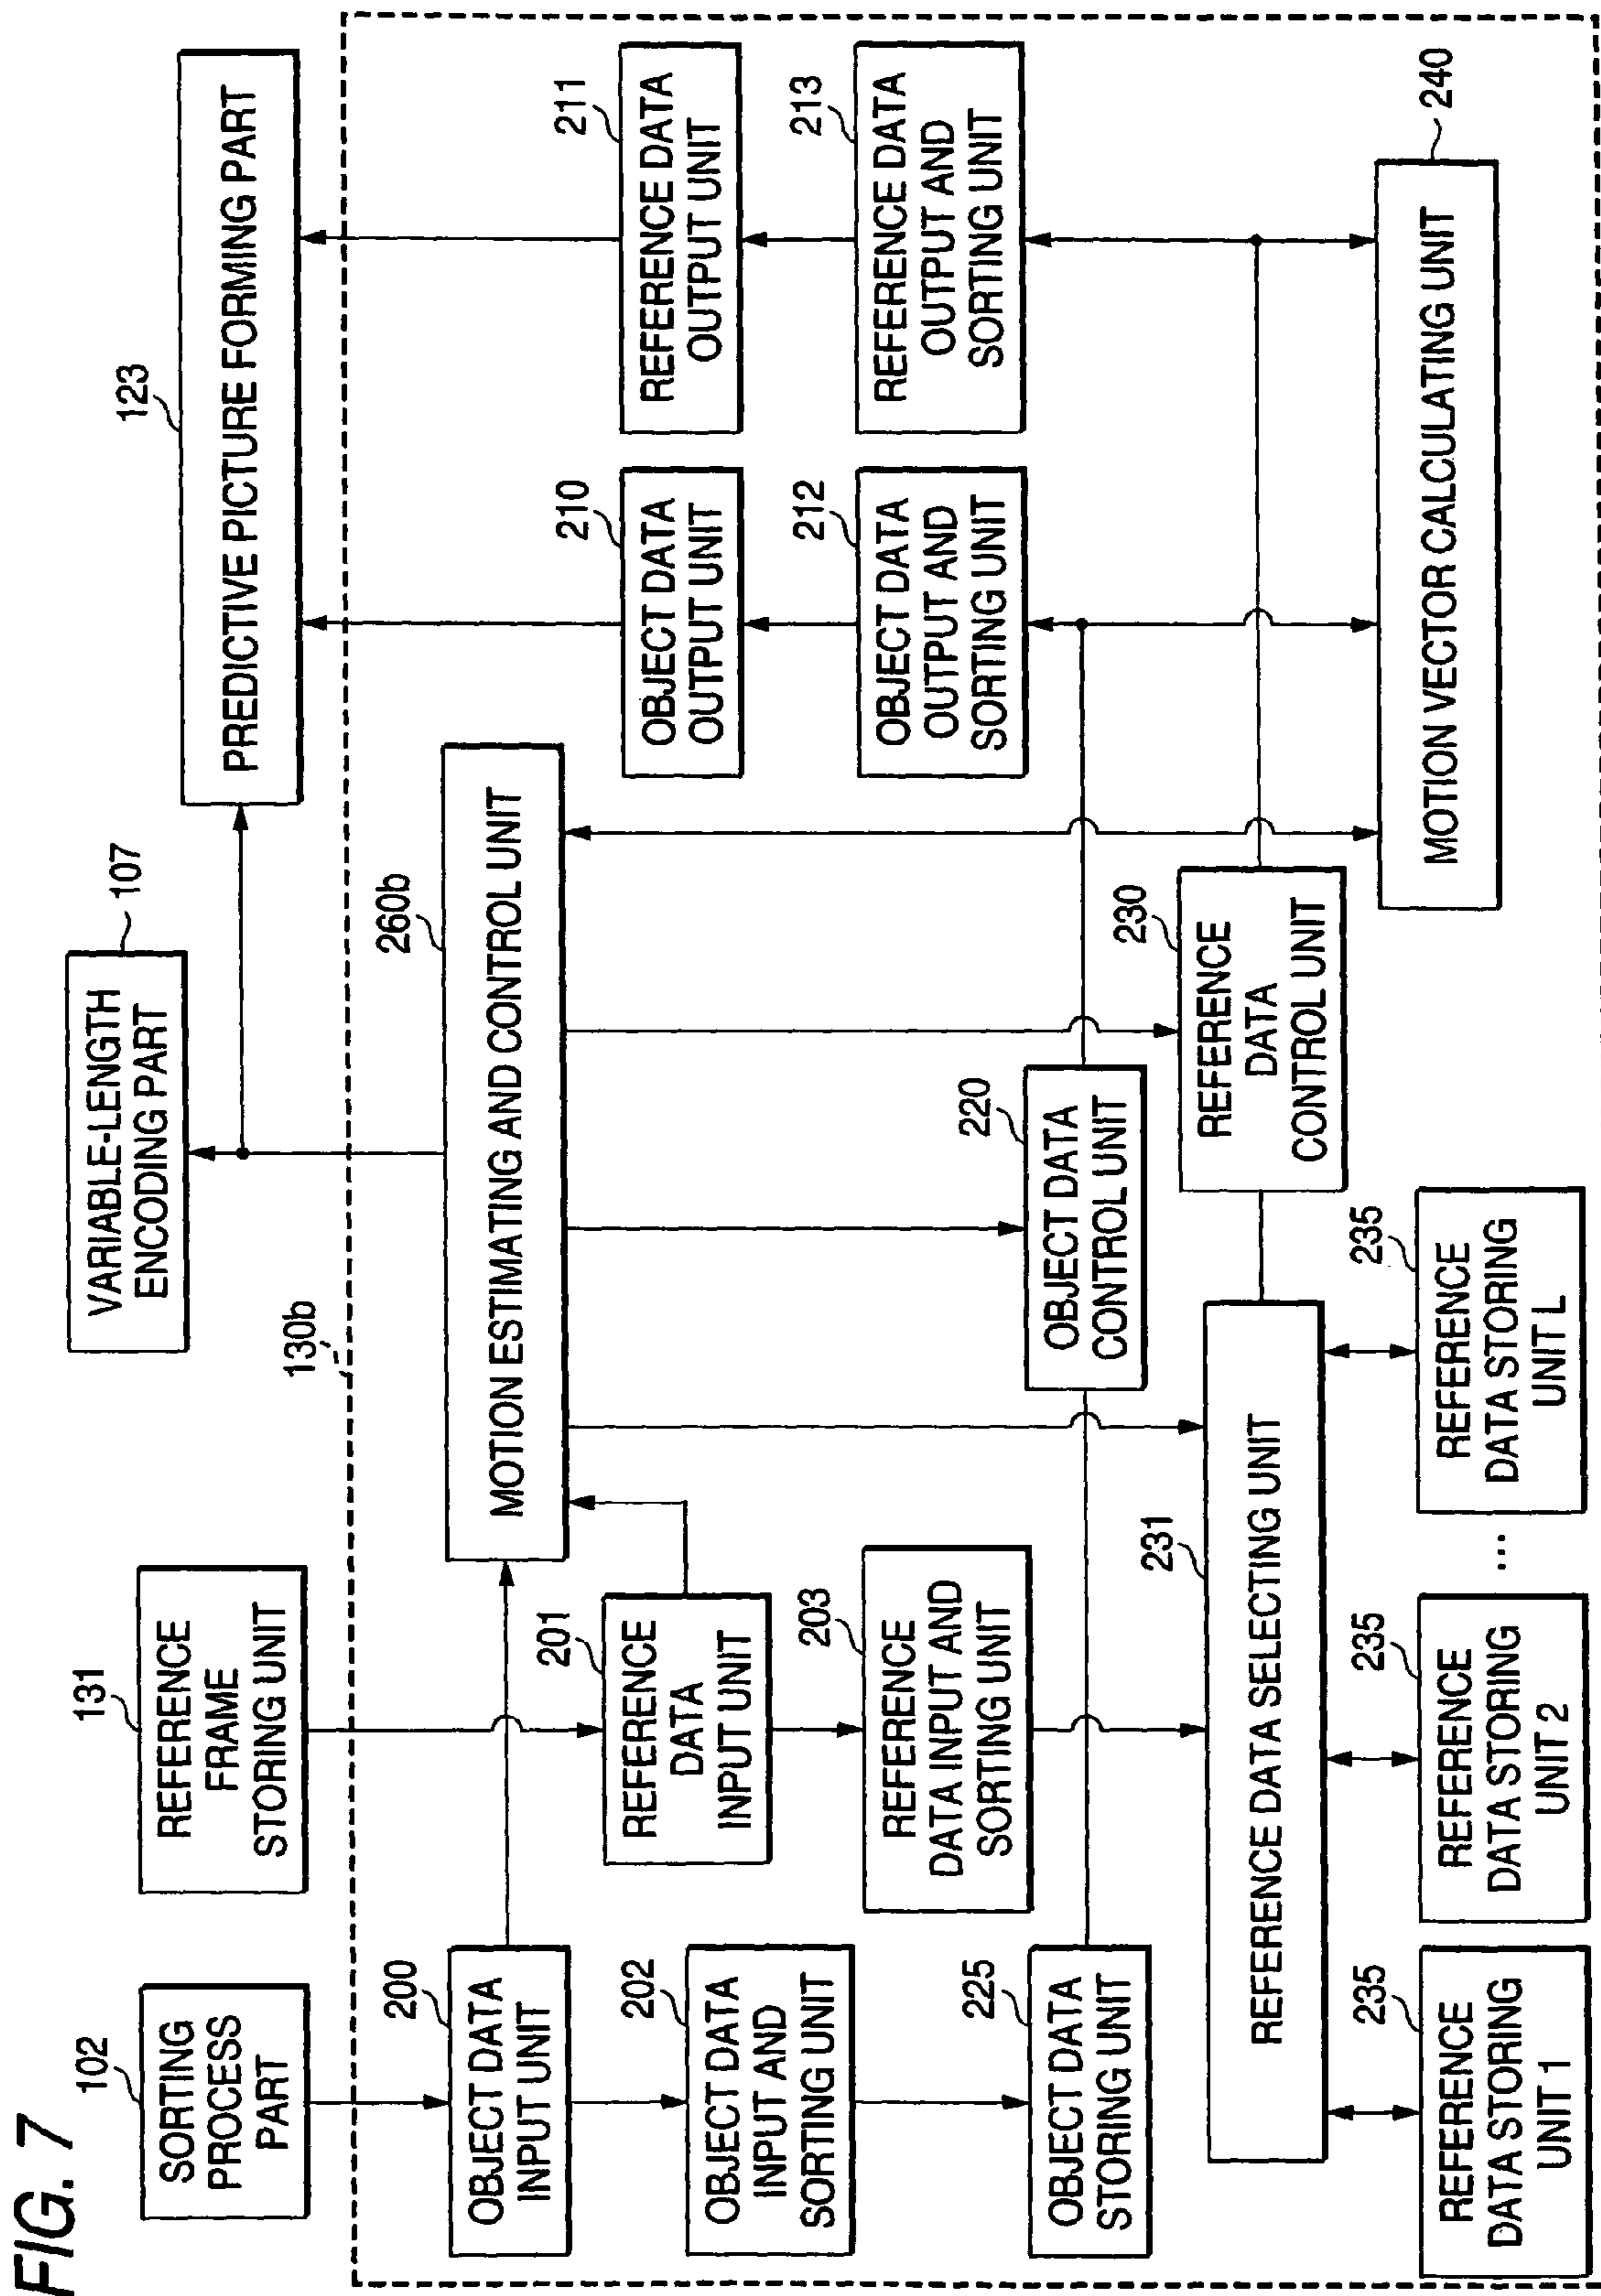 FIG. 7
102
SORTING
PROCESS
PART
131
REFERENCE
FRAME
STORING UNIT
VARIABLE-LENGTH
ENCODING PART
107
123
PREDICTIVE PICTURE FORMING PART
130b
200
OBJECT DATA
INPUT UNIT
260b
MOTION ESTIMATING AND CONTROL UNIT
201
REFERENCE
DATA
INPUT UNIT
210
OBJECT DATA
OUTPUT UNIT
211
REFERENCE DATA
OUTPUT UNIT
202
OBJECT DATA
INPUT AND
SORTING UNIT
203
REFERENCE
DATA INPUT AND
SORTING UNIT
212
OBJECT DATA
OUTPUT AND
SORTING UNIT
213
REFERENCE DATA
OUTPUT AND
SORTING UNIT
225
OBJECT DATA
STORING UNIT
220
OBJECT DATA
CONTROL UNIT
231
REFERENCE DATA SELECTING UNIT
230
REFERENCE
DATA
CONTROL UNIT
240
MOTION VECTOR CALCULATING UNIT
235
REFERENCE
DATA STORING
UNIT 1
235
REFERENCE
DATA STORING
UNIT 2
...
235
REFERENCE
DATA STORING
UNIT L